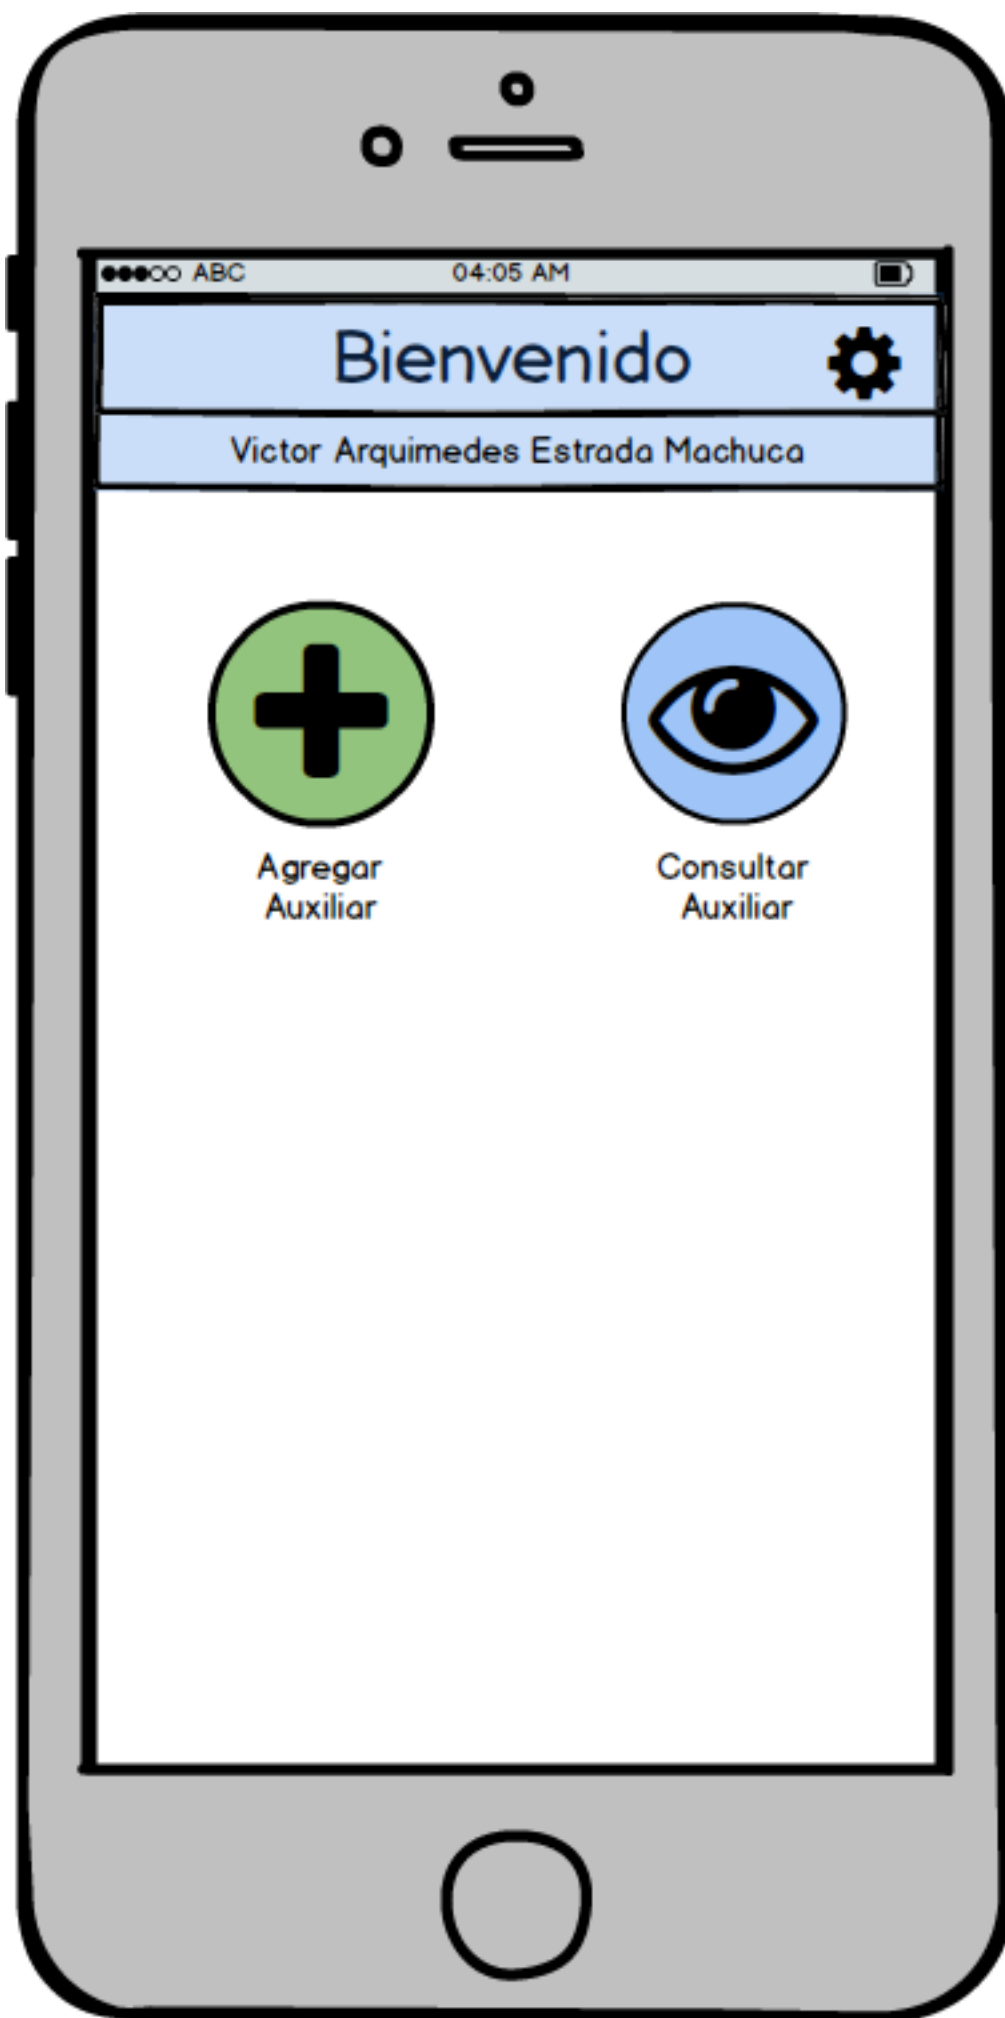 ABC 04:05 AM
Bienvenido
Victor Arquimedes Estrada Machuca
Agregar
Auxiliar
Consultar
Auxiliar